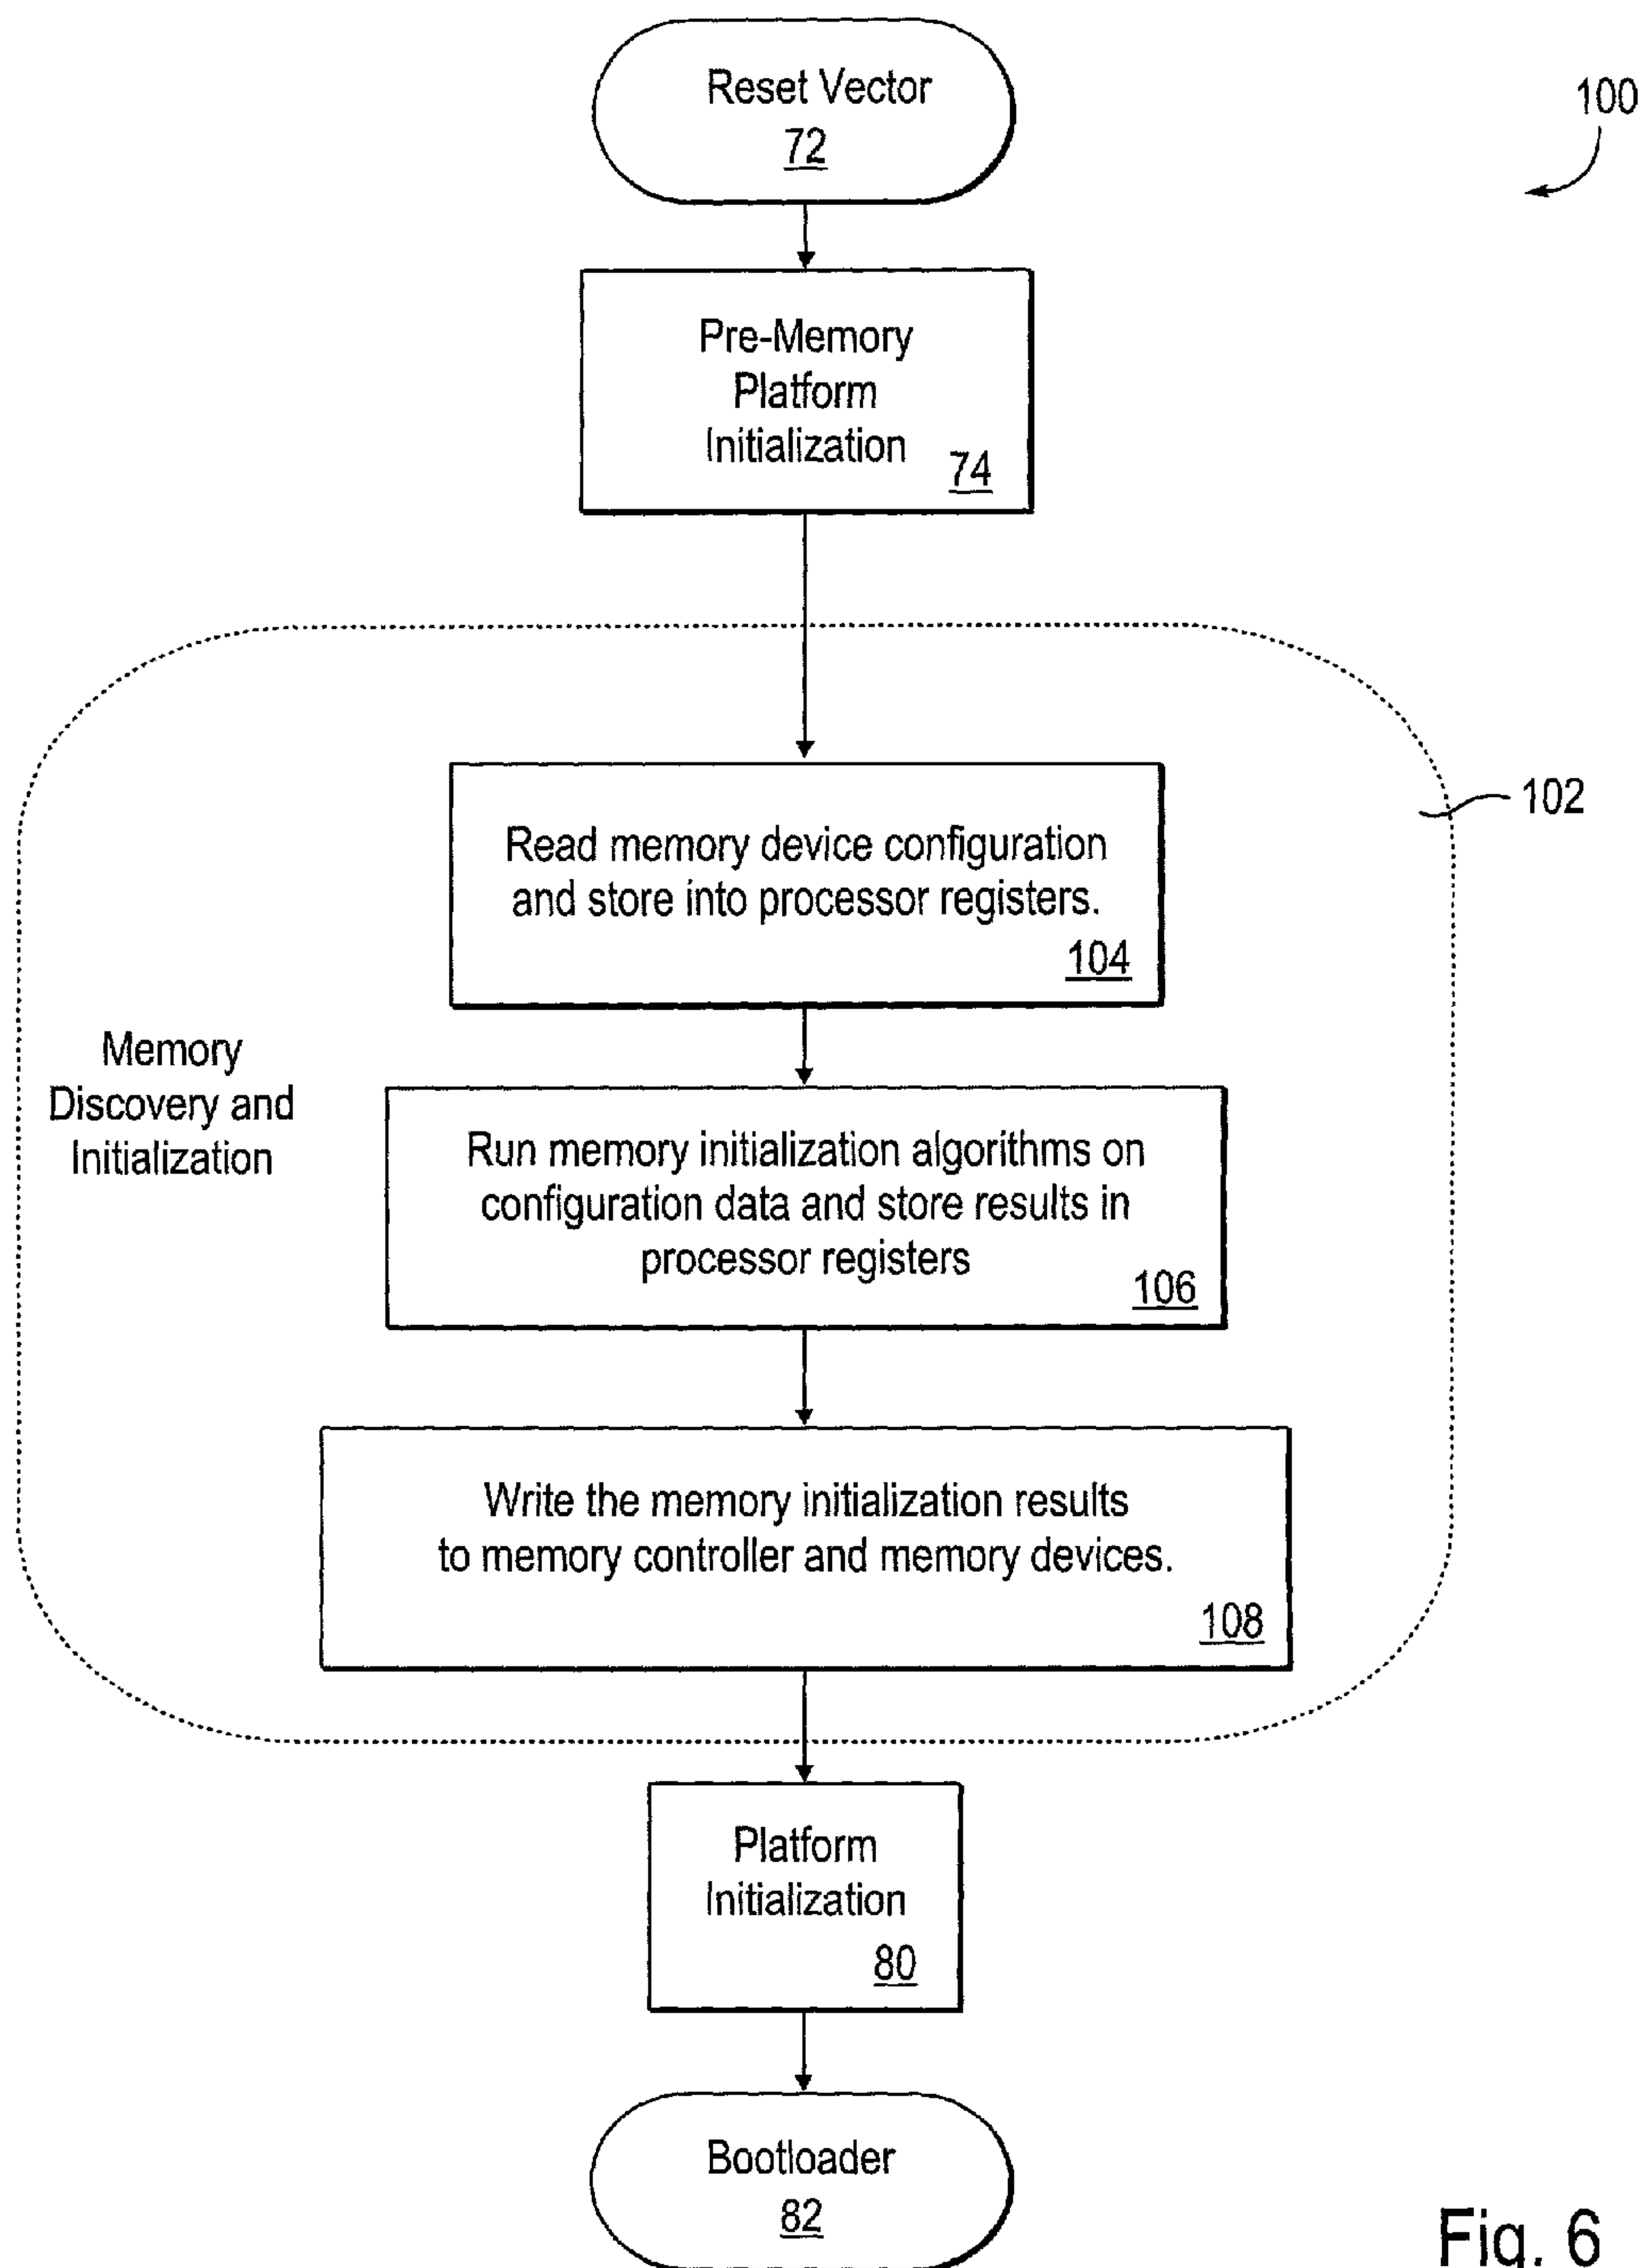 Reset Vector
72
100
Pre-Memory
Platform
Initialization
74
102
Read memory device configuration
and store into processor registers.
104
Memory
Discovery and
Initialization
Run memory initialization algorithms on
configuration data and store results in
processor registers
106
Write the memory initialization results
to memory controller and memory devices.
108
Platform
Initialization
80
Bootloader
82
Fig. 6